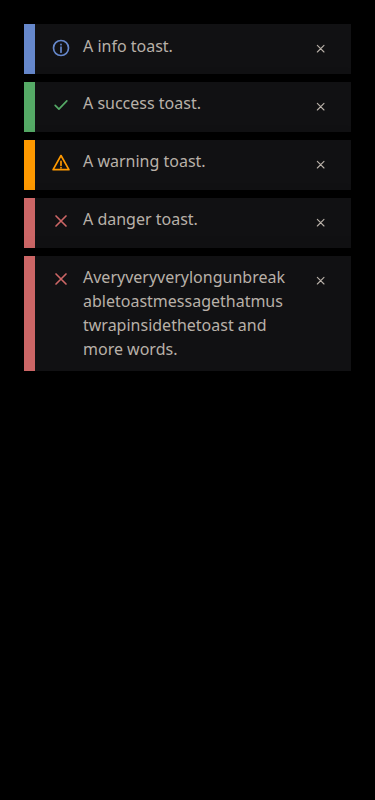 A info toast.
A success toast.
A warning toast.
A danger toast.
Averyveryverylongunbreak
abletoastmessagethatmus
twrapinsidethetoast and
more words.